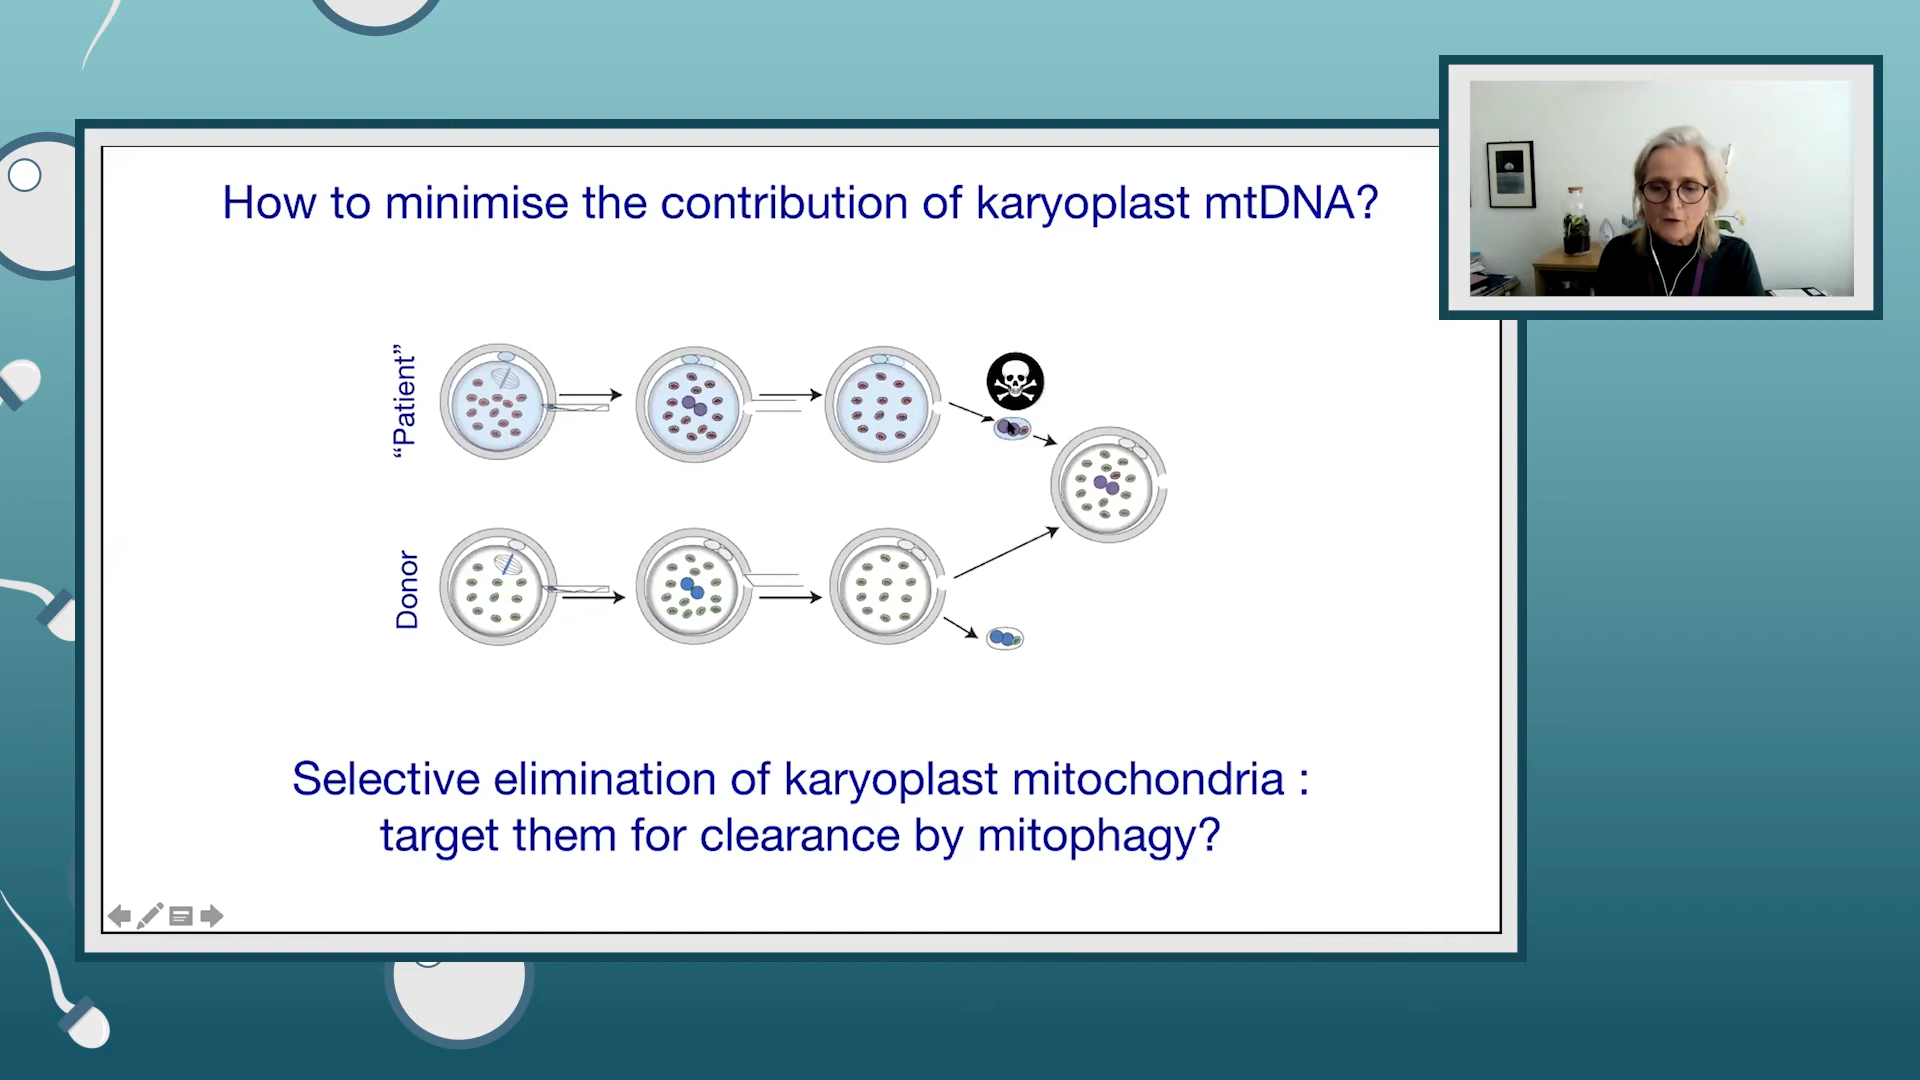 How to minimise the contribution of karyoplast mtDNA?
“Patient”
Donor
Selective elimination of karyoplast mitochondria :
target them for clearance by mitophagy?